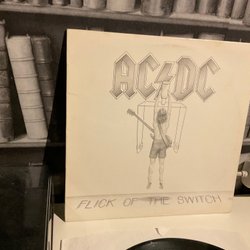 AC⚡DC
FLICK OF THE SWITCH